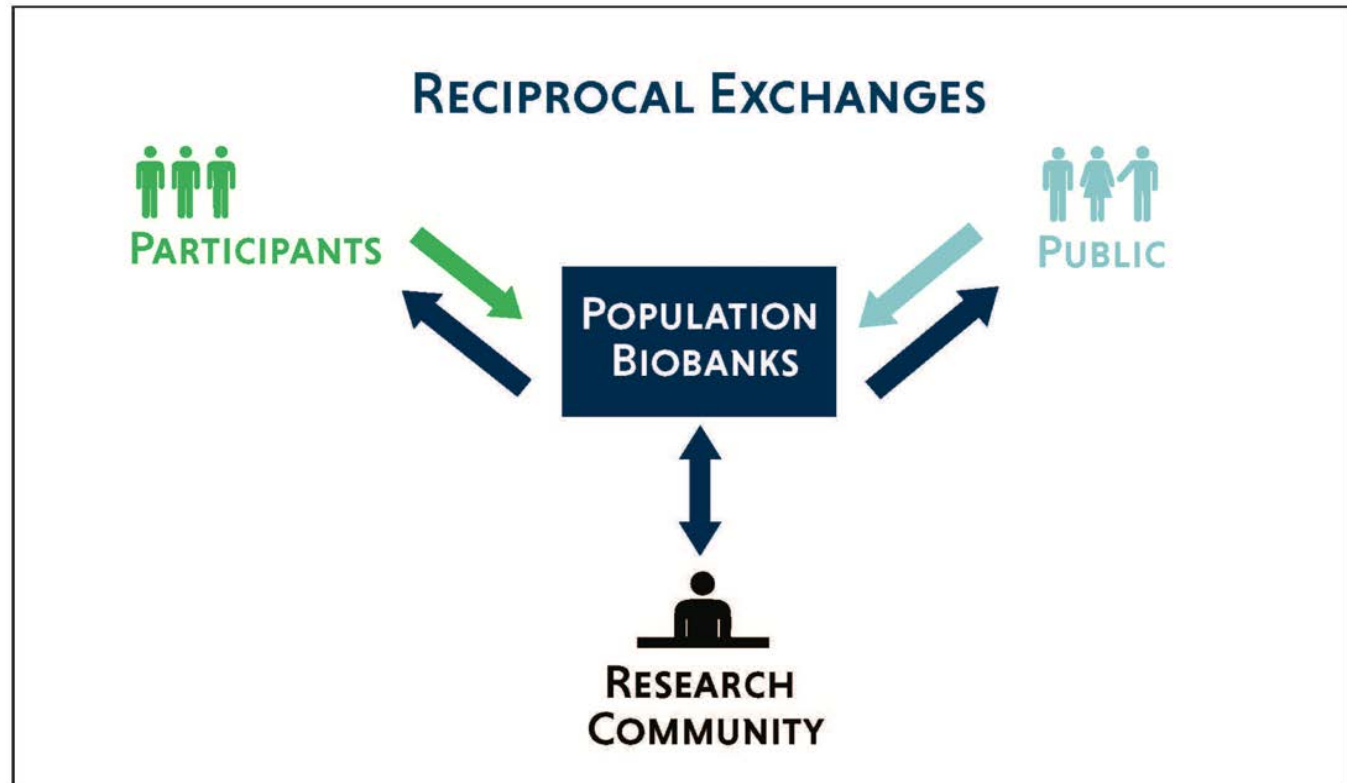 RECIPROCAL EXCHANGES
PARTICIPANTS
PUBLIC
POPULATION
BIOBANKS
RESEARCH
COMMUNITY